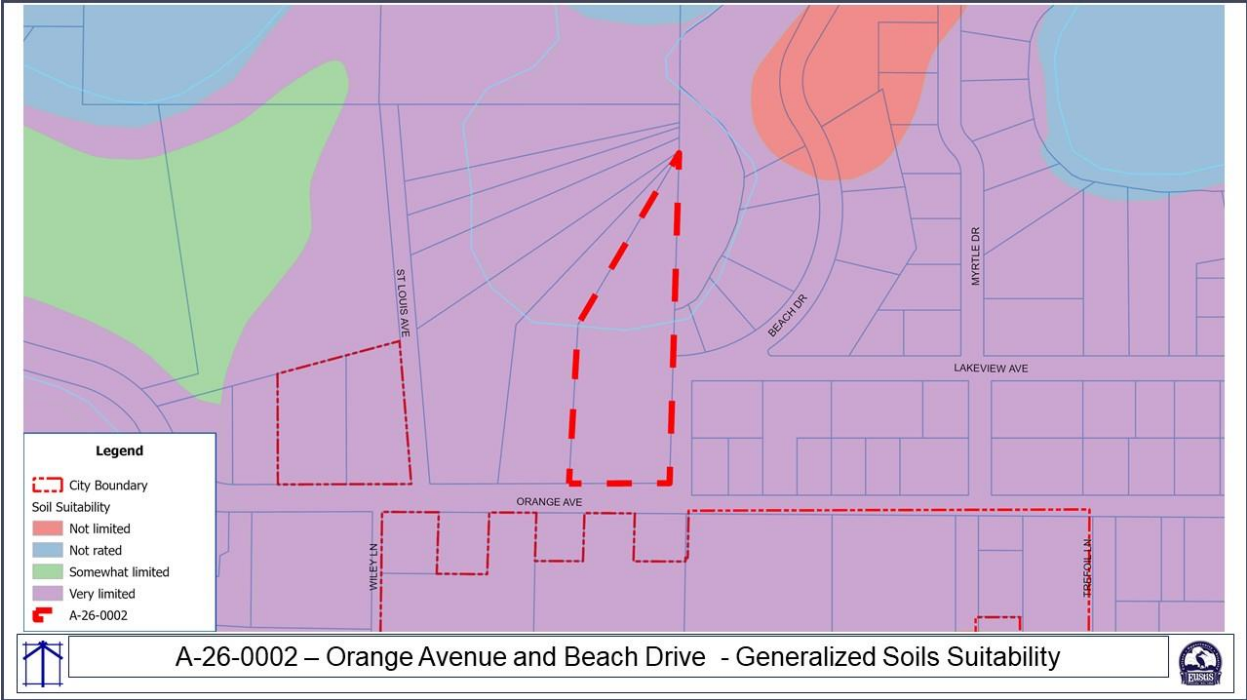 ST LOUIS AVE
MYRTLE DR
BEACH DR
LAKEVIEW AVE
ORANGE AVE
WILEY LN
TREFOIL LN
Legend
City Boundary
Soil Suitability
Not limited
Not rated
Somewhat limited
Very limited
A-26-0002
A-26-0002 – Orange Avenue and Beach Drive - Generalized Soils Suitability
EUSTIS